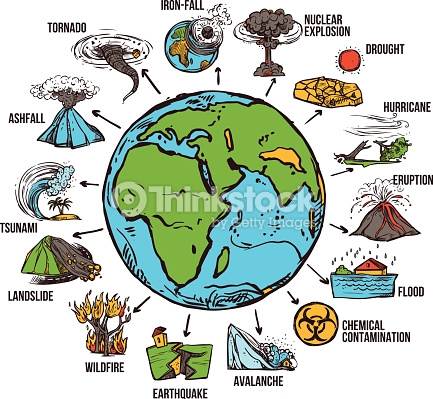 IRON-FALL
NUCLEAR
EXPLOSION
TORNADO
DROUGHT
HURRICANE
ASHFALL
ERUPTION
TSUNAMI
LANDSLIDE
FLOOD
CHEMICAL
CONTAMINATION
WILDFIRE
AVALANCHE
EARTHQUAKE
Thinkstock
by Getty Images